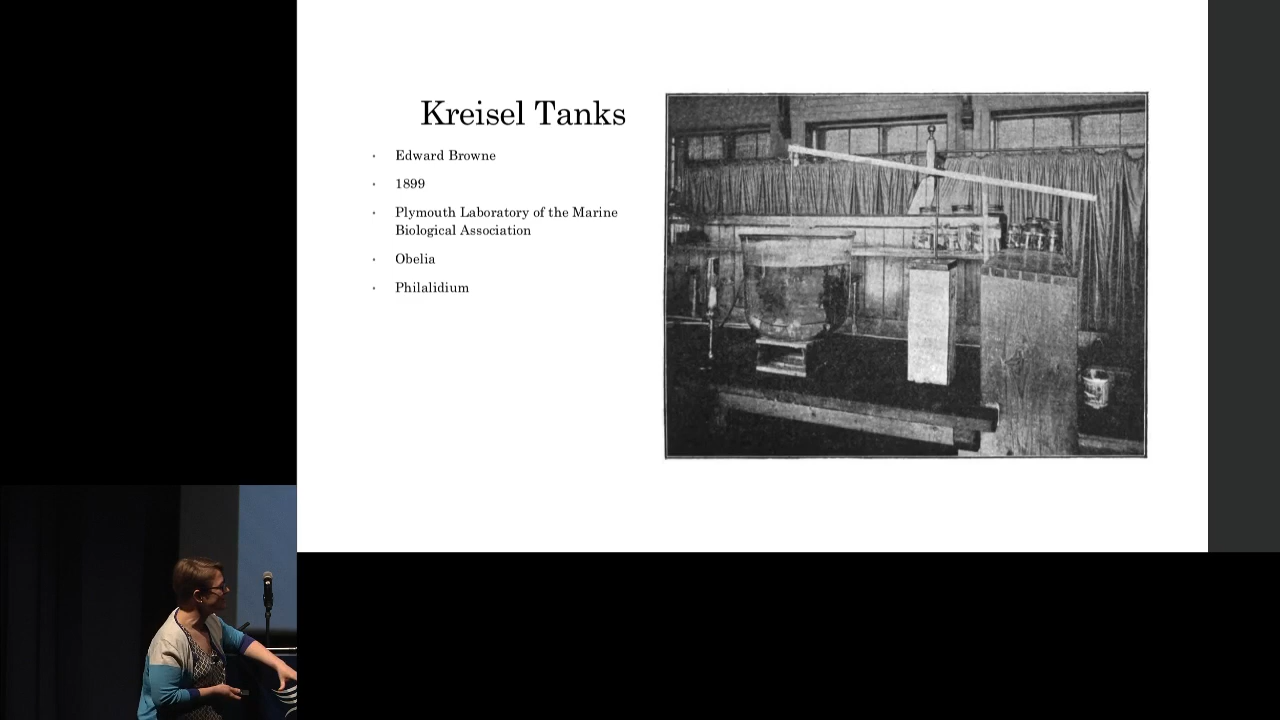 Kreisel Tanks
Edward Browne
1899
Plymouth Laboratory of the Marine
Biological Association
Obelia
Philalidium